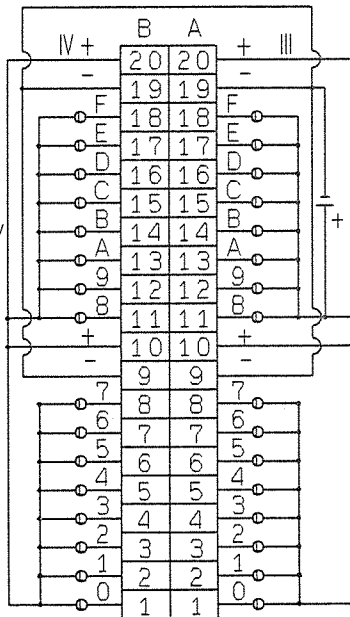 B A
IV + 20 20 + III
- 19 19 -
F 18 18 F
E 17 17 E
D 16 16 D
C 15 15 C
B 14 14 B
A 13 13 A
9 12 12 9
8 11 11 8
+ 10 10 +
- 9 9 -
7 8 8 7
6 7 7 6
5 6 6 5
4 5 5 4
3 4 4 3
2 3 3 2
1 2 2 1
0 1 1 0
+